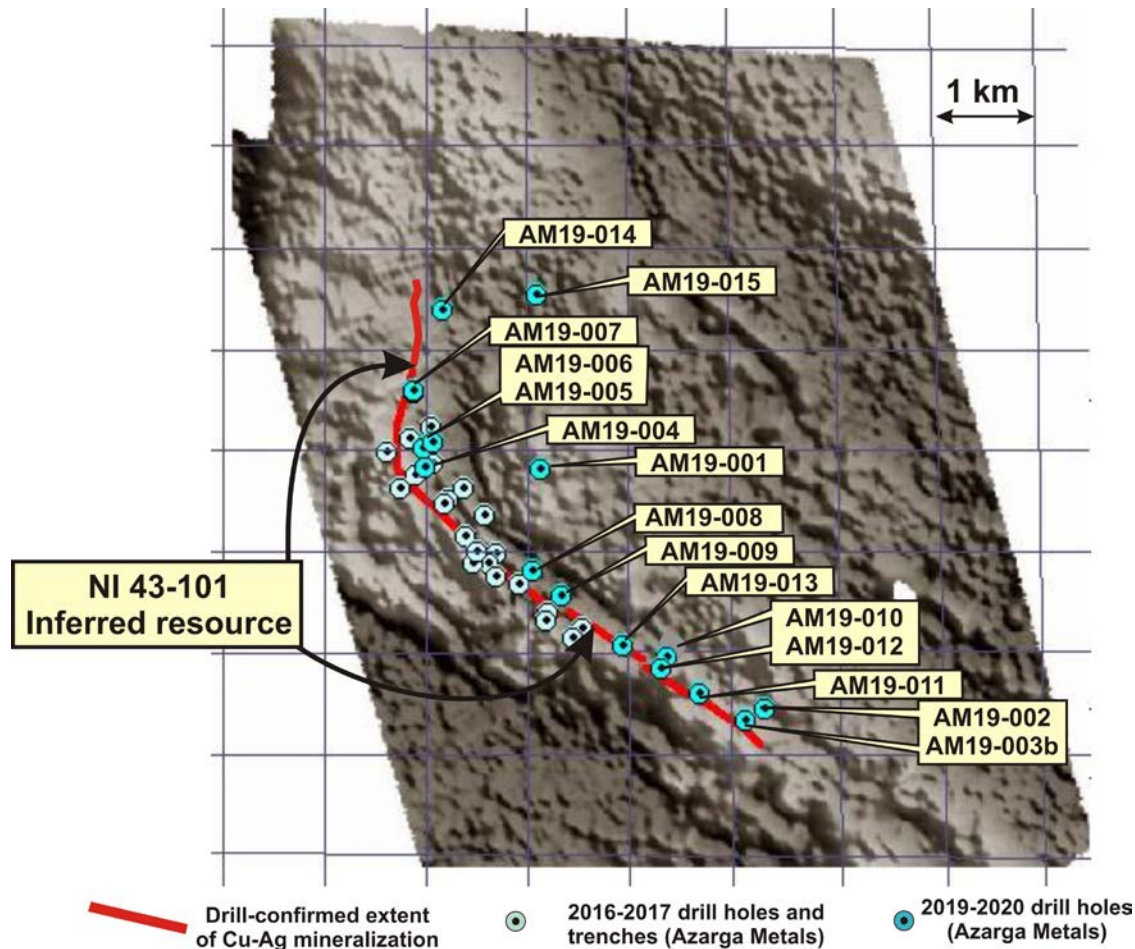 1 km
AM19-014
AM19-015
AM19-007
AM19-006
AM19-005
AM19-004
AM19-001
AM19-008
AM19-009
AM19-013
AM19-010
AM19-012
AM19-011
AM19-002
AM19-003b
NI 43-101
Inferred resource
Drill-confirmed extent
of Cu-Ag mineralization
2016-2017 drill holes and
trenches (Azarga Metals)
2019-2020 drill holes
(Azarga Metals)